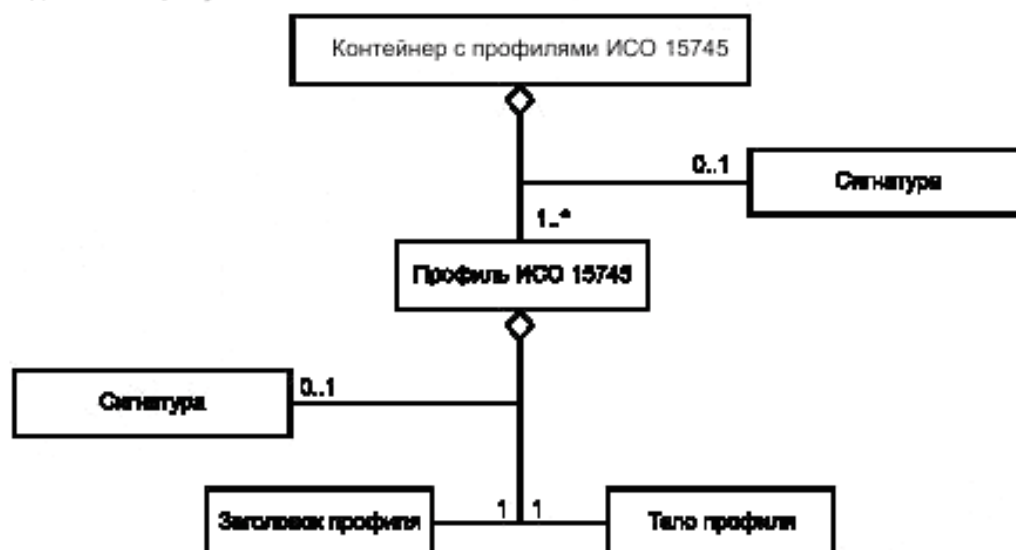 Контейнер с профилями ИСО 15745
0..1
Сигнатура
1..*
Профиль ИСО 15745
Сигнатура
0..1
Заголовок профиля
1
1
Тело профиля